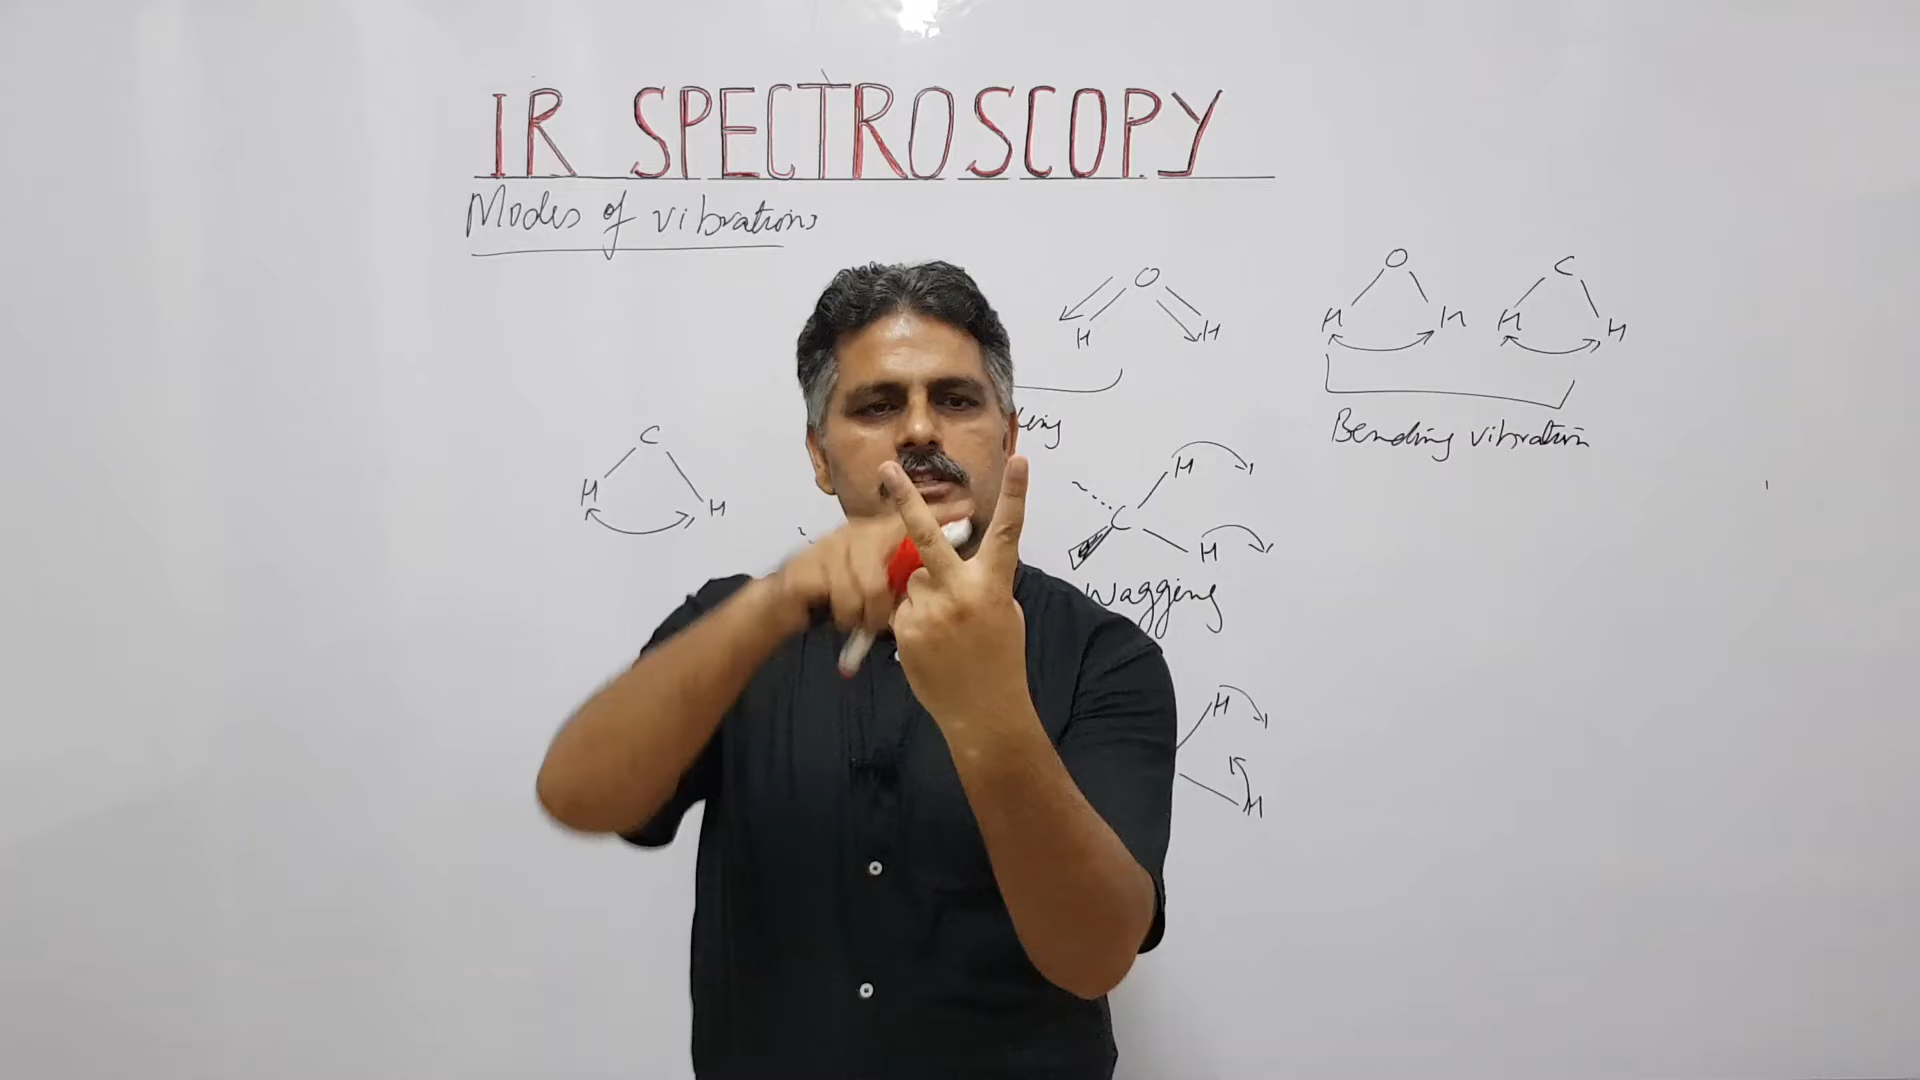 IR SPECTROSCOPY
Modes of vibrations
O
H H
O C
H H H H
Bending vibration
C
H H
H
C
H
Wagging
H
H